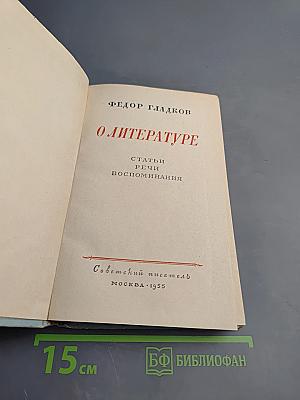 ФЕДОР ГЛАДКОВ
О ЛИТЕРАТУРЕ
СТАТЬИ
РЕЧИ
ВОСПОМИНАНИЯ
Советский писатель
МОСКВА · 1955
15 см
БФ БИБЛИОФАН